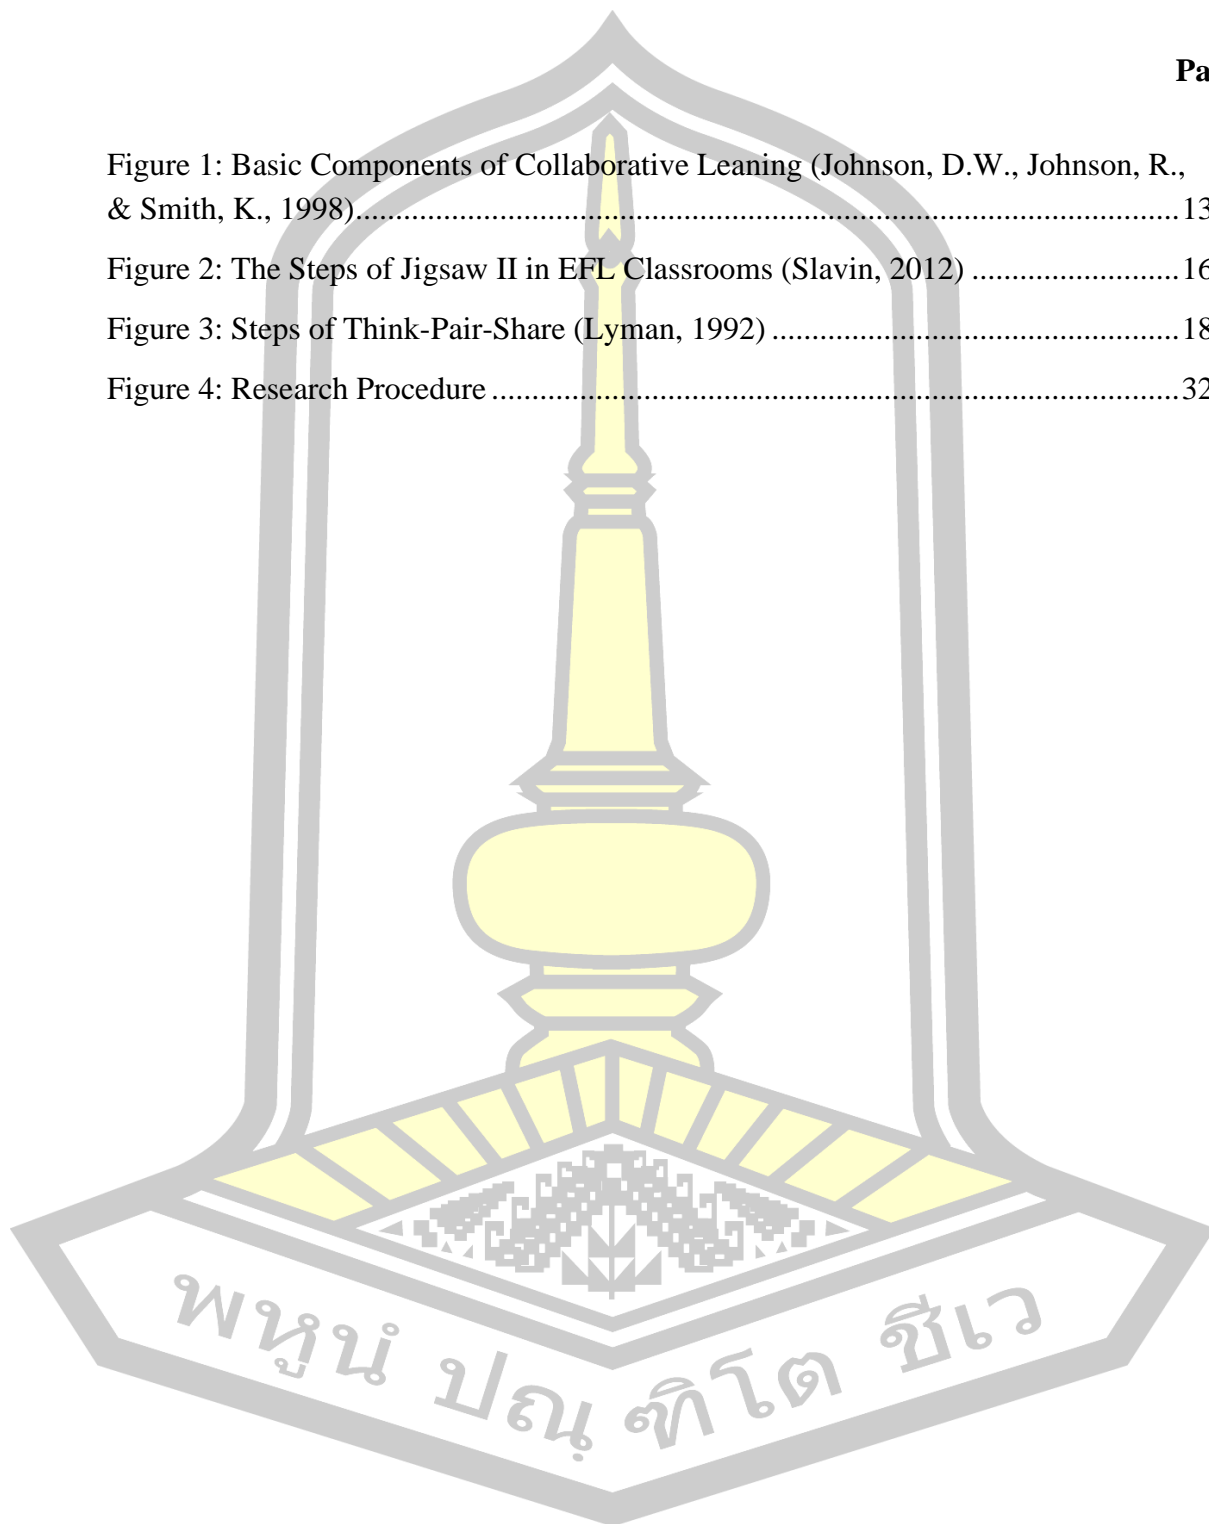 Pa
Figure 1: Basic Components of Collaborative Leaning (Johnson, D.W., Johnson, R.,
& Smith, K., 1998)....................................................................................................13
Figure 2: The Steps of Jigsaw II in EFL Classrooms (Slavin, 2012) .........................16
Figure 3: Steps of Think-Pair-Share (Lyman, 1992) .................................................18
Figure 4: Research Procedure ...................................................................................32
พหูนํ ปณฺฑิโต ชีเว